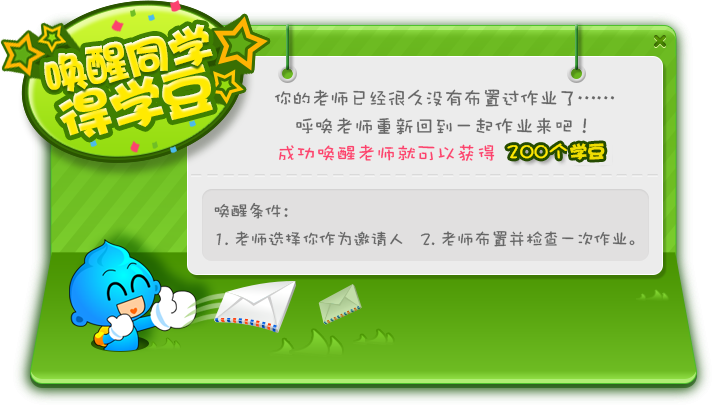 唤醒同学
得学豆
你的老师已经很久没有布置过作业了……
呼唤老师重新回到一起作业来吧！
成功唤醒老师就可以获得 200个学豆
唤醒条件：
1. 老师选择你作为邀请人 2. 老师布置并检查一次作业。